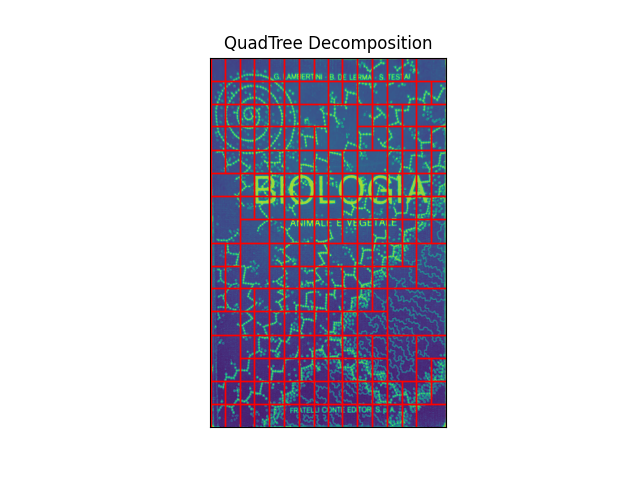 QuadTree Decomposition
G. LAMBERTINI - B. DE LERMA - S. TESTAI
BIOLOGIA
ANIMALE E VEGETALE
FRATELLI CONTE EDITORI S.p.A.